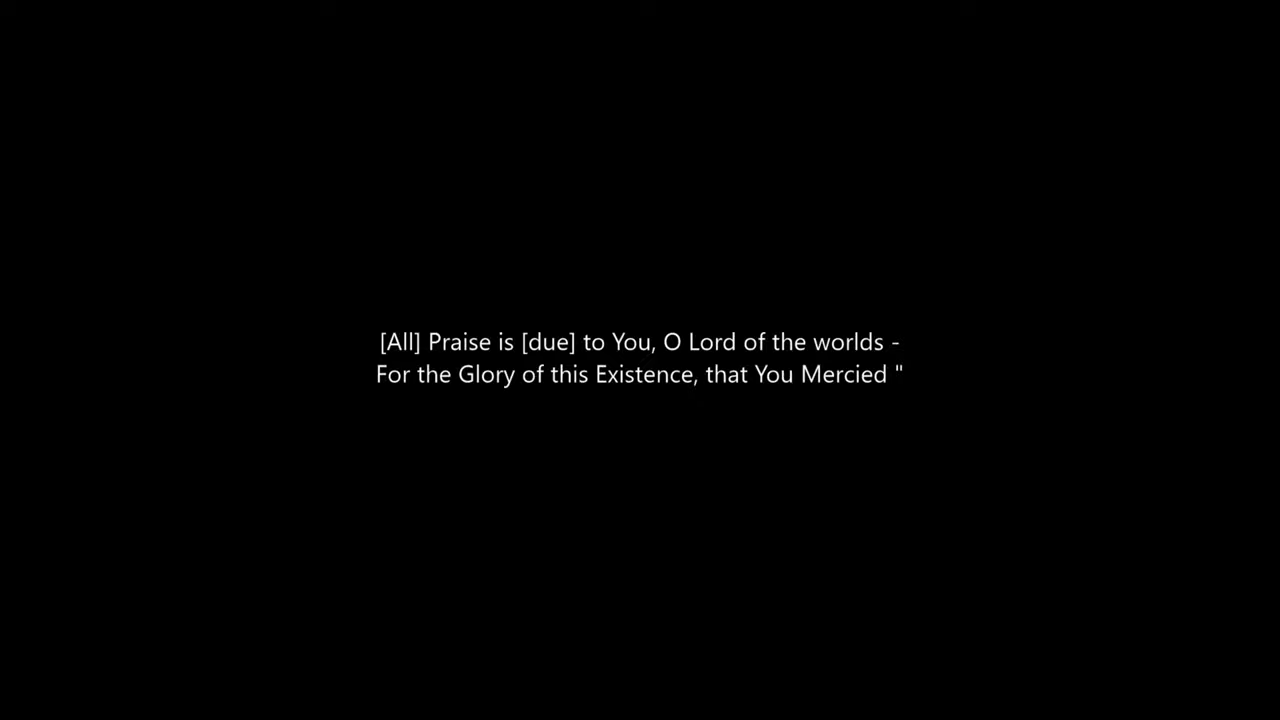 [All] Praise is [due] to You, O Lord of the worlds -
For the Glory of this Existence, that You Mercied "